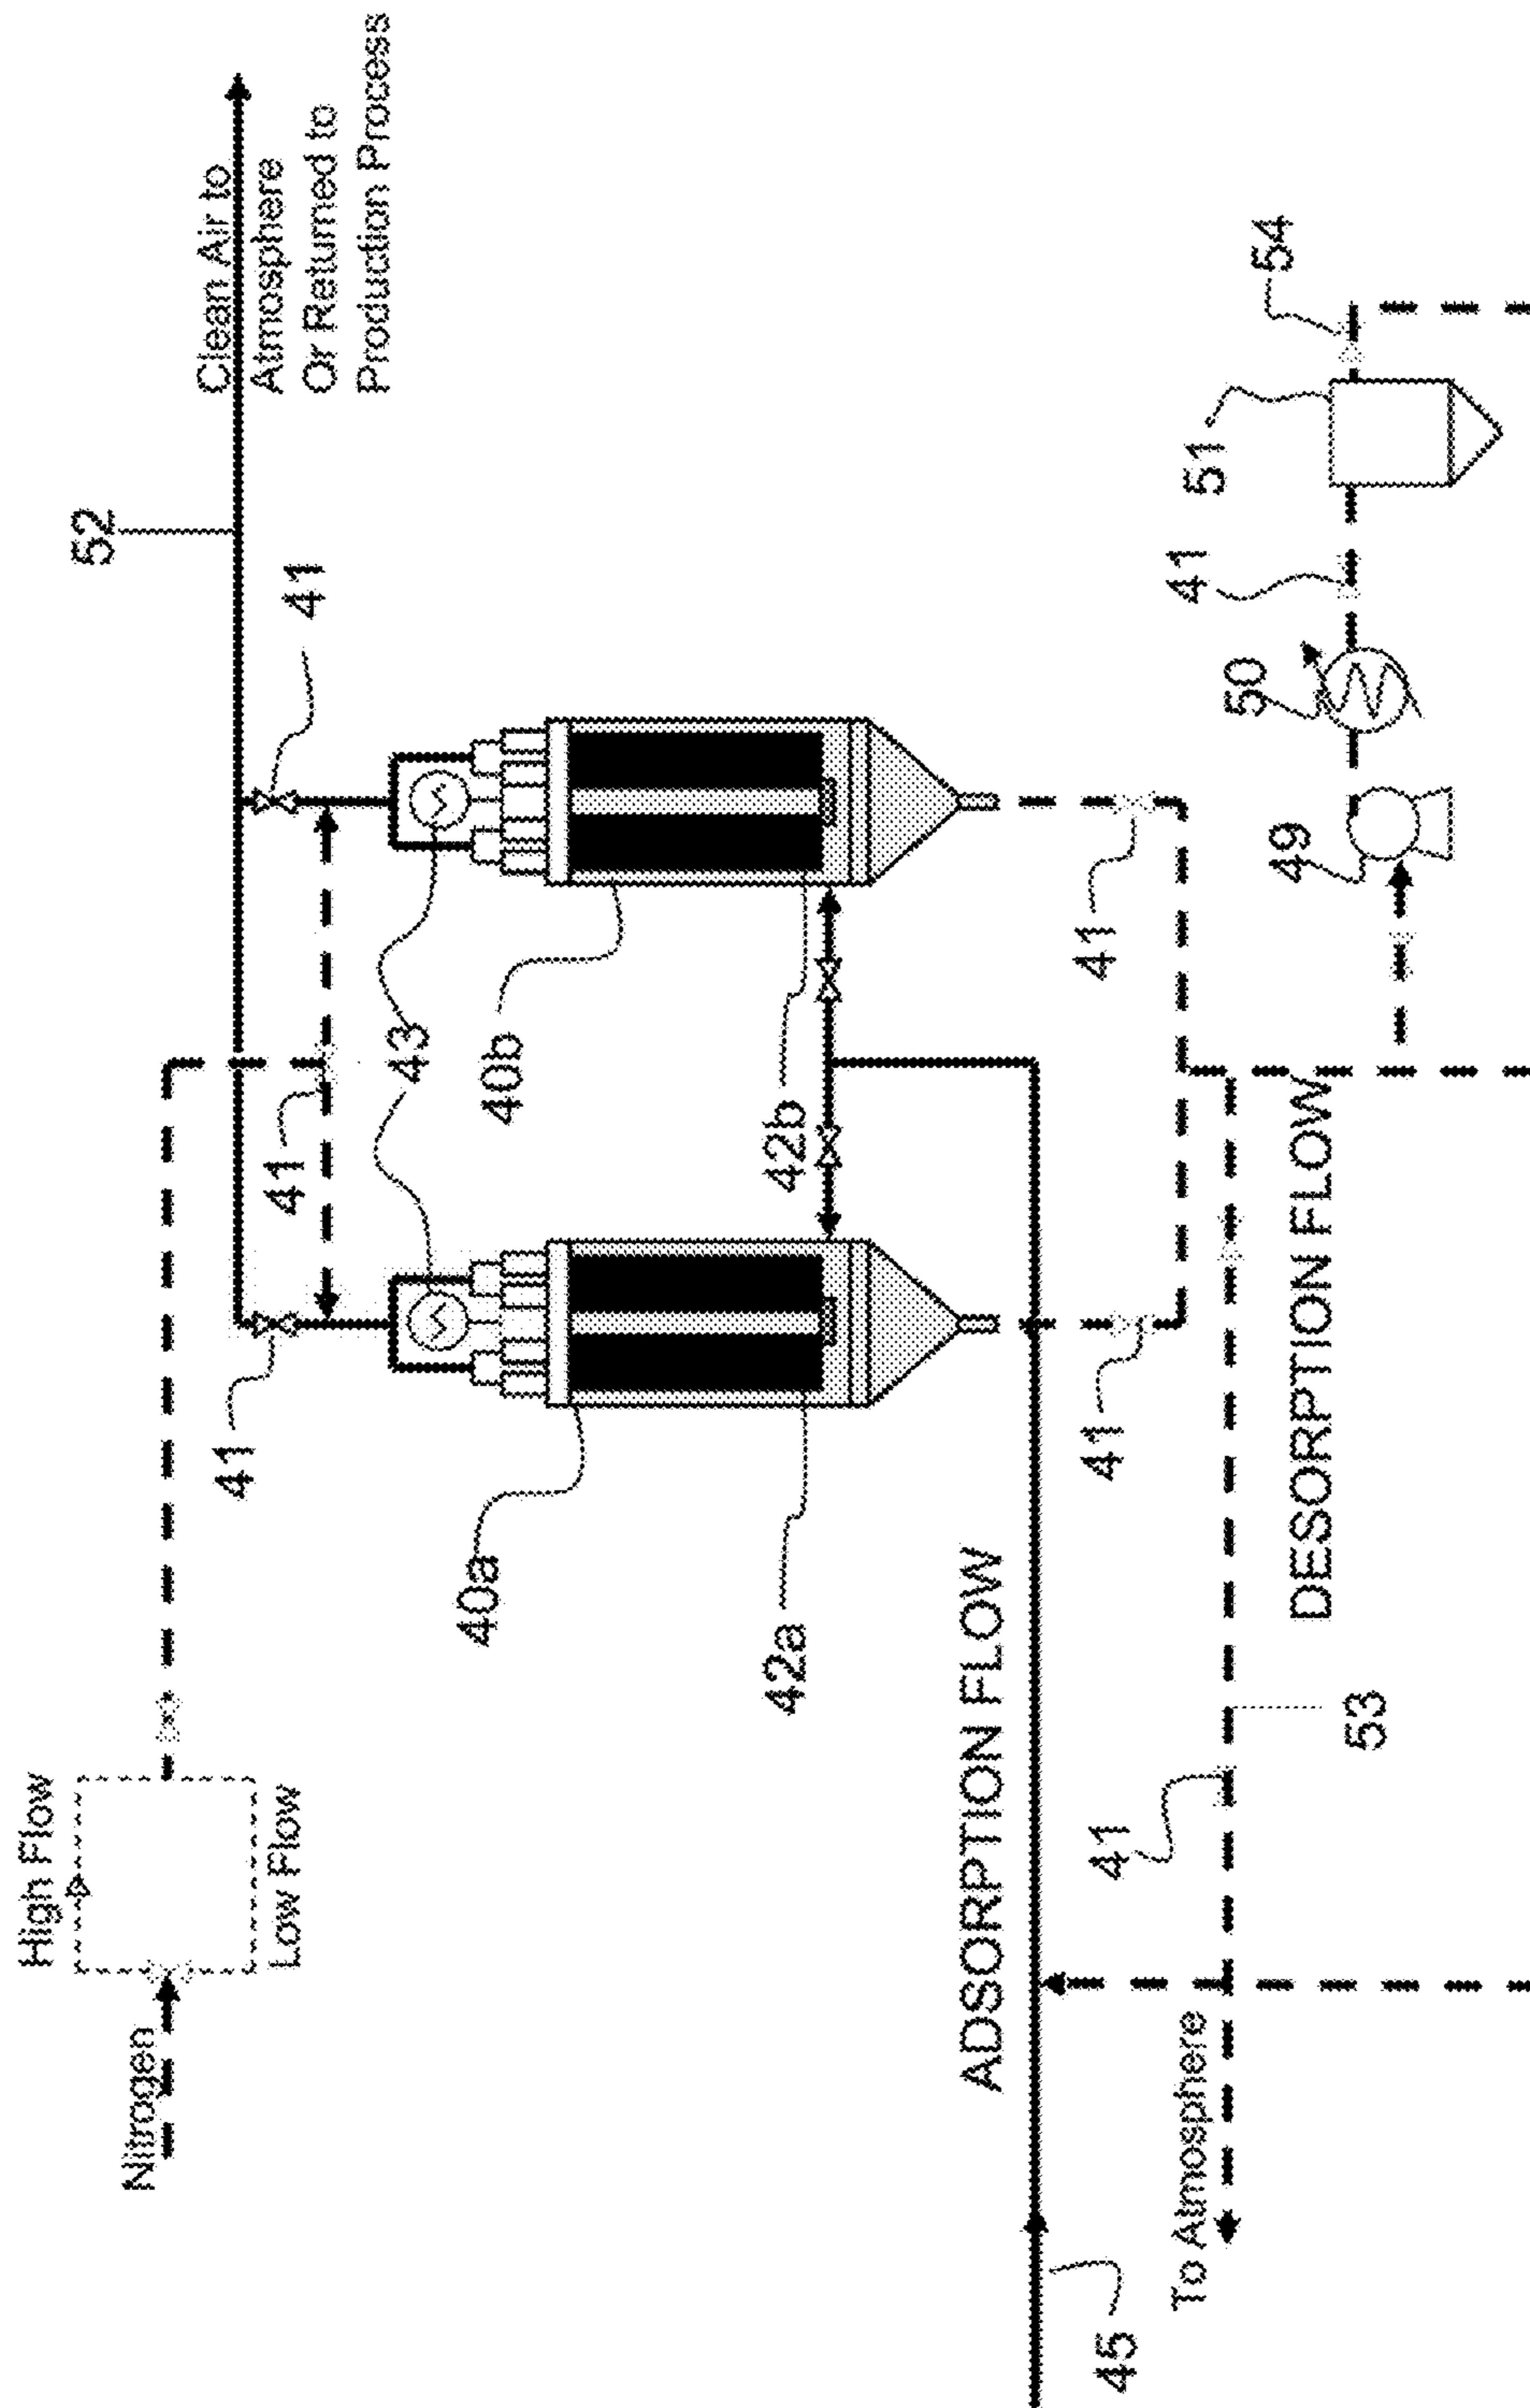 High Flow
Nitrogen
Low Flow
52
Clean Air to
Atmosphere
Or Returned to
Production Process
41
41
41
43
40a
40b
42a
42b
ADSORPTION FLOW
45
41
41
41
41
To Atmosphere
DESORPTION FLOW
53
49
50
51
54